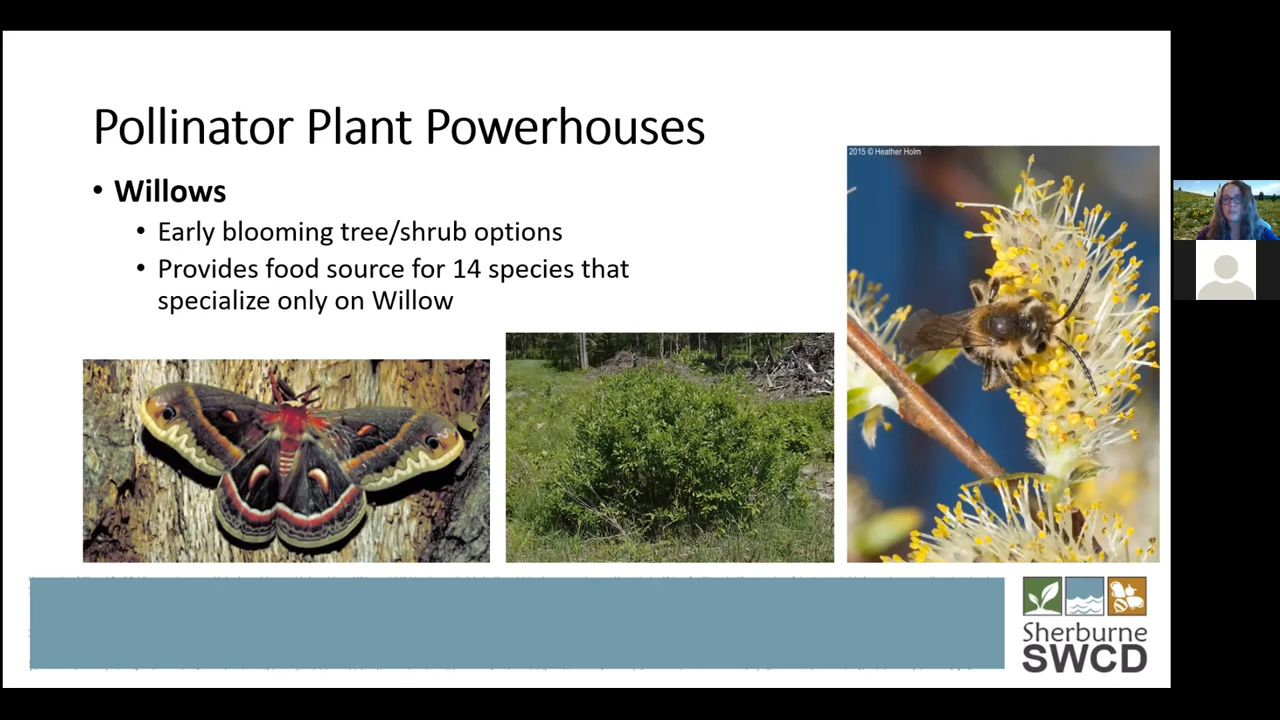 Pollinator Plant Powerhouses
2015 © Heather Holm
• Willows
• Early blooming tree/shrub options
• Provides food source for 14 species that
specialize only on Willow
Sherburne
SWCD